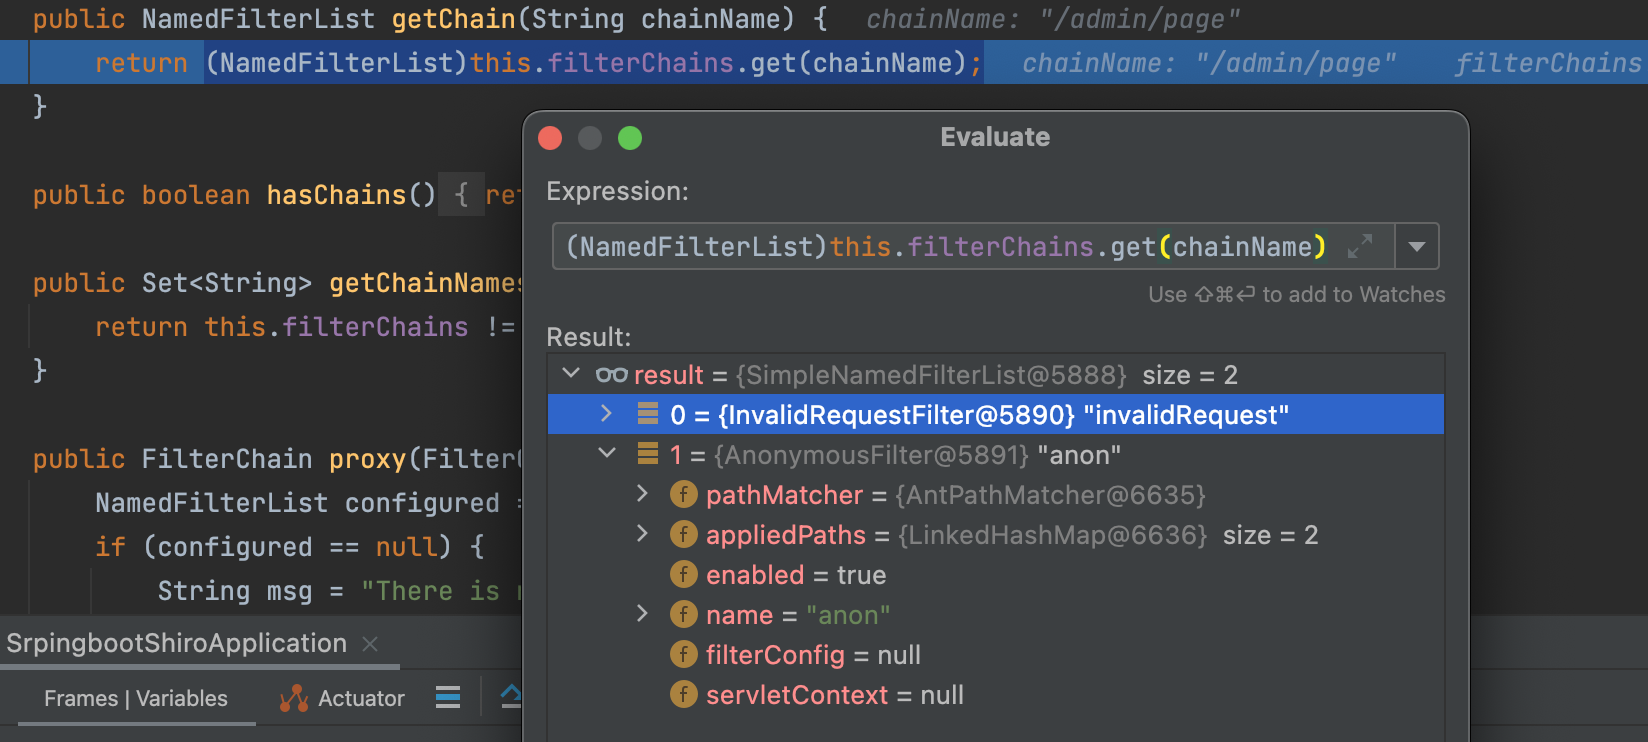 public NamedFilterList getChain(String chainName) {   chainName: "/admin/page"
return (NamedFilterList)this.filterChains.get(chainName);   chainName: "/admin/page"   filterChains
}
public boolean hasChains() {
public Set<String> getChainNames
return this.filterChains !=
}
public FilterChain proxy(Filter
NamedFilterList configured =
if (configured == null) {
String msg = "There is
Evaluate
Expression:
(NamedFilterList)this.filterChains.get(chainName)
Use ⇧⌘⏎ to add to Watches
Result:
result = {SimpleNamedFilterList@5888} size = 2
0 = {InvalidRequestFilter@5890} "invalidRequest"
1 = {AnonymousFilter@5891} "anon"
f pathMatcher = {AntPathMatcher@6635}
f appliedPaths = {LinkedHashMap@6636} size = 2
f enabled = true
f name = "anon"
f filterConfig = null
f servletContext = null
SrpingbootShiroApplication ×
Frames | Variables   Actuator